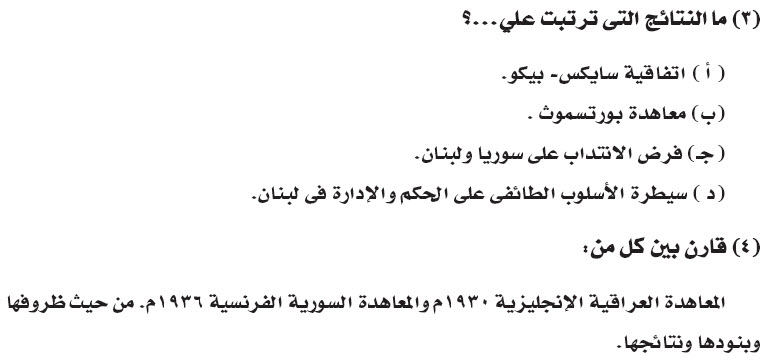 (٣) ما النتائج التى ترتبت علي...؟
( أ ) اتفاقية سايكس- بيكو.
(ب) معاهدة بورتسموث .
(جـ) فرض الانتداب على سوريا ولبنان.
( د ) سيطرة الأسلوب الطائفى على الحكم والإدارة فى لبنان.
(٤) قارن بين كل من:
المعاهدة العراقية الإنجليزية ١٩٣٠م والمعاهدة السورية الفرنسية ١٩٣٦م. من حيث ظروفها
وبنودها ونتائجها.